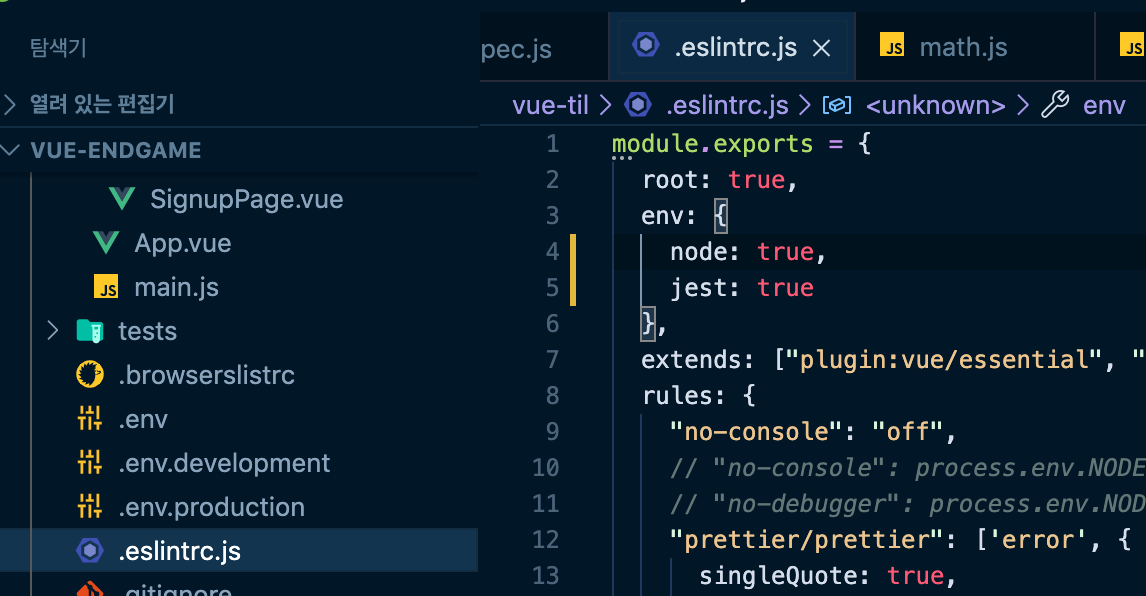 탐색기
열려 있는 편집기
VUE-ENDGAME
SignupPage.vue
App.vue
JS main.js
tests
.browserslistrc
.env
.env.development
.env.production
.eslintrc.js
.gitignore
pec.js
.eslintrc.js
JS math.js
JS
vue-til > .eslintrc.js > <unknown> > env
1 module.exports = {
2 root: true,
3 env: {
4 node: true,
5 jest: true
6 },
7 extends: ["plugin:vue/essential", "
8 rules: {
9 "no-console": "off",
10 // "no-console": process.env.NODE
11 // "no-debugger": process.env.NOD
12 "prettier/prettier": ['error', {
13 singleQuote: true,